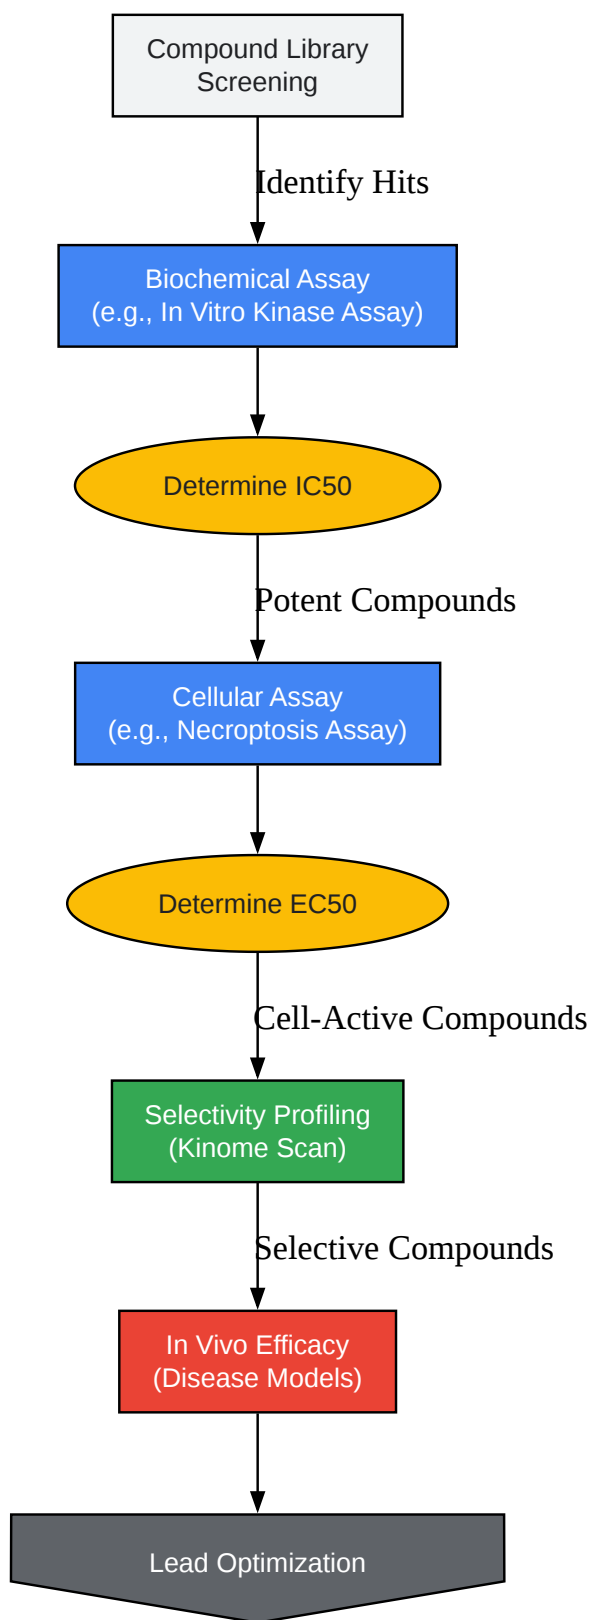 Compound Library
Screening
Identify Hits
Biochemical Assay
(e.g., In Vitro Kinase Assay)
Determine IC50
Potent Compounds
Cellular Assay
(e.g., Necroptosis Assay)
Determine EC50
Cell-Active Compounds
Selectivity Profiling
(Kinome Scan)
Selective Compounds
In Vivo Efficacy
(Disease Models)
Lead Optimization